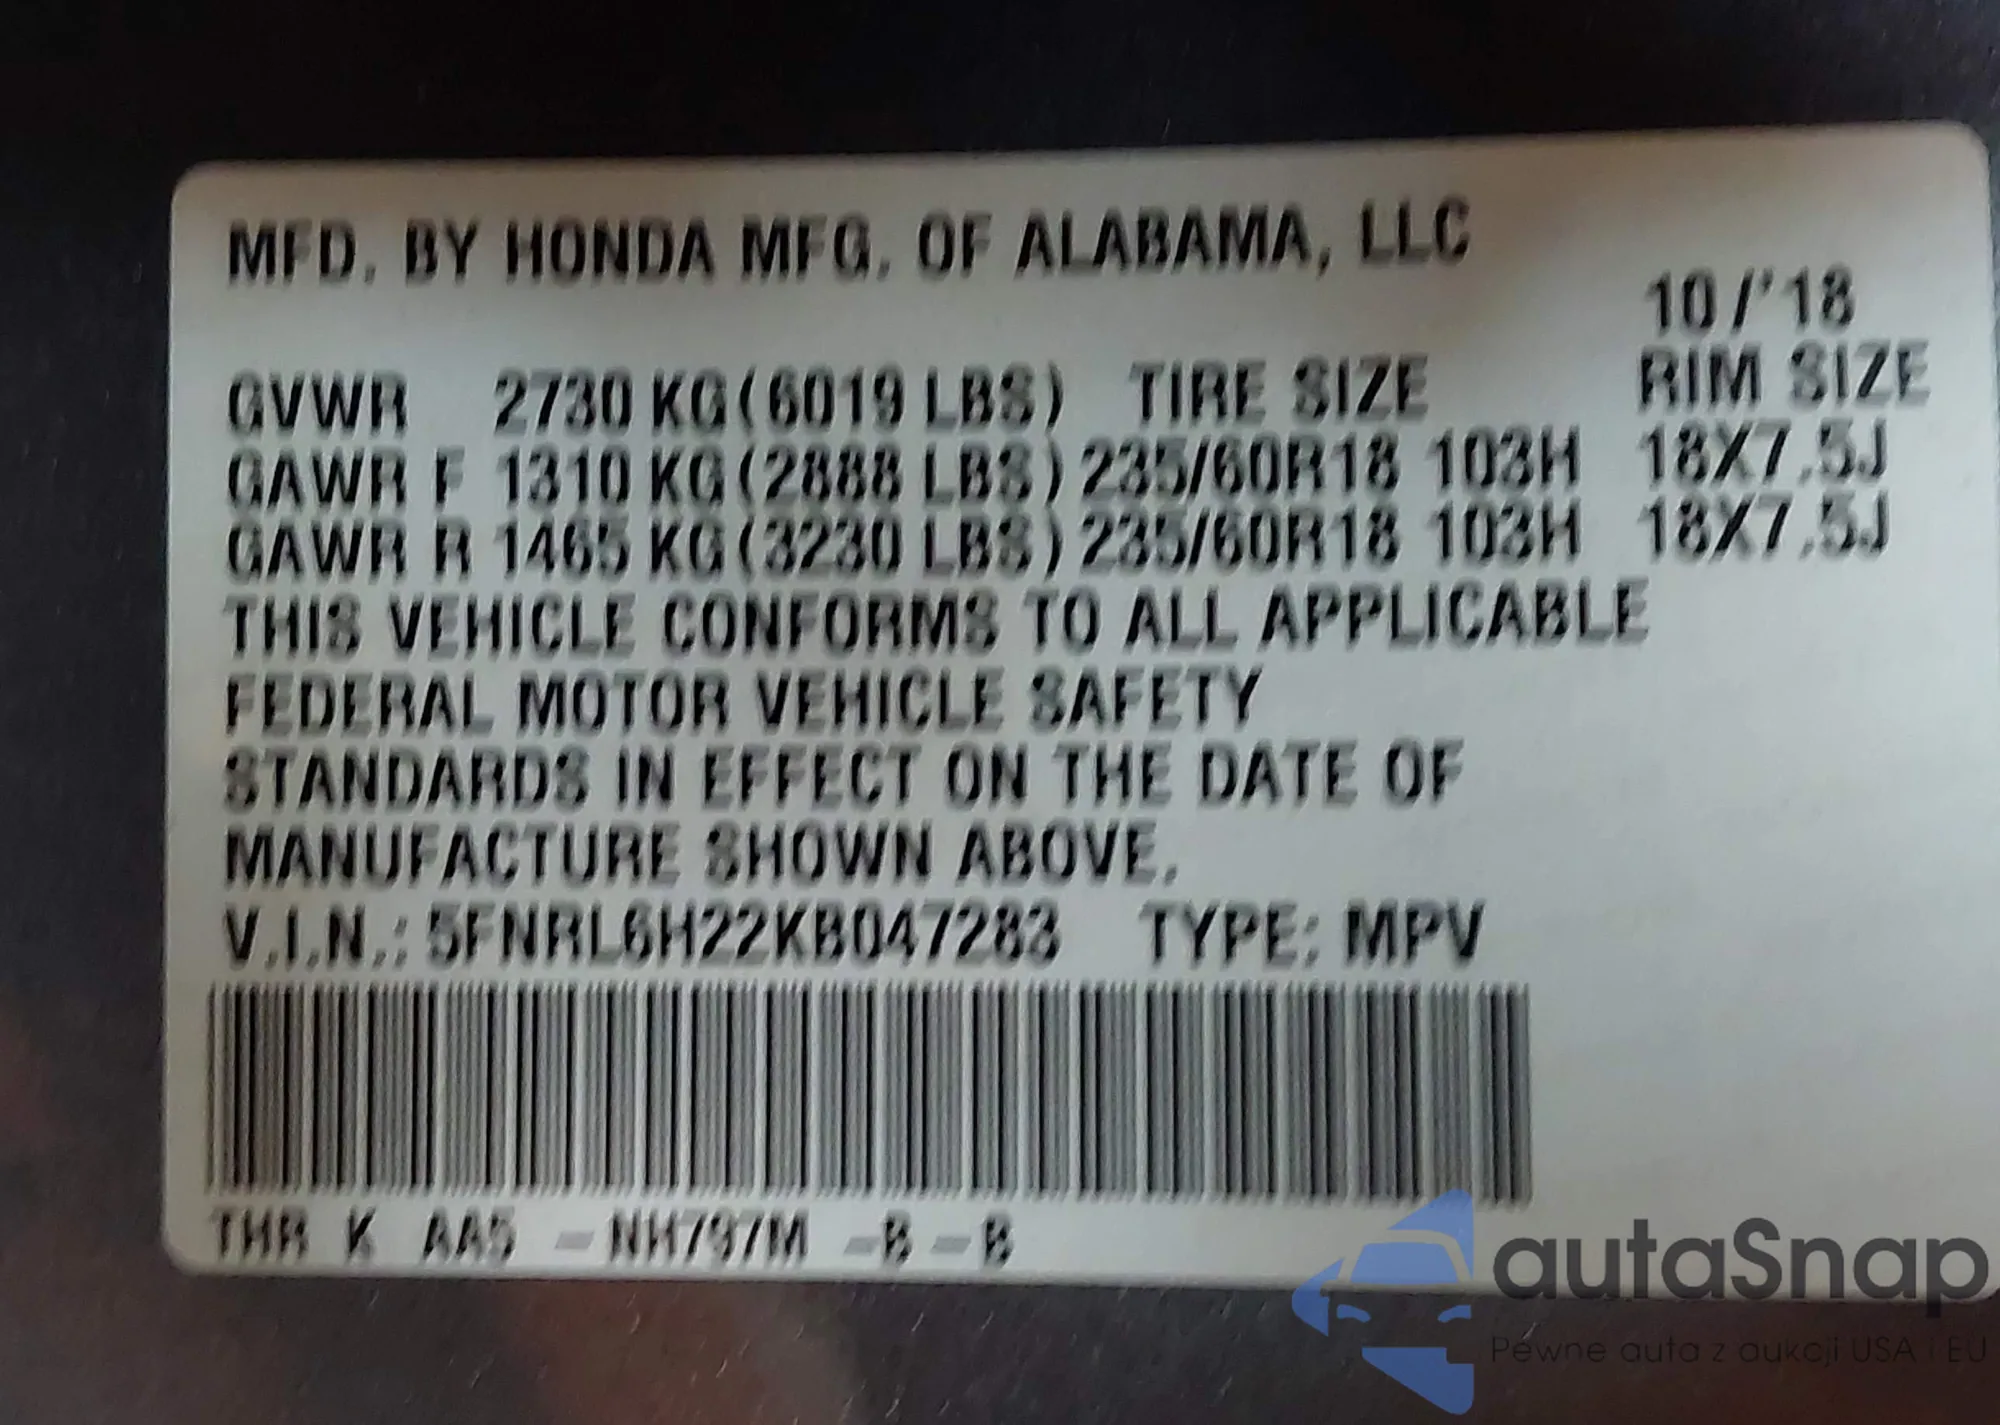 MFD. BY HONDA MFG. OF ALABAMA, LLC
10/'18
GVWR 2730 KG (6019 LBS) TIRE SIZE RIM SIZE
GAWR F 1310 KG (2888 LBS) 235/60R18 103H 18X7.5J
GAWR R 1465 KG (3230 LBS) 235/60R18 103H 18X7.5J
THIS VEHICLE CONFORMS TO ALL APPLICABLE
FEDERAL MOTOR VEHICLE SAFETY
STANDARDS IN EFFECT ON THE DATE OF
MANUFACTURE SHOWN ABOVE.
V.I.N.: 5FNRL6H22KB047283 TYPE: MPV
THR K AA5 – NH797M – B – B
autaSnap
Pewne auta z aukcji USA i EU